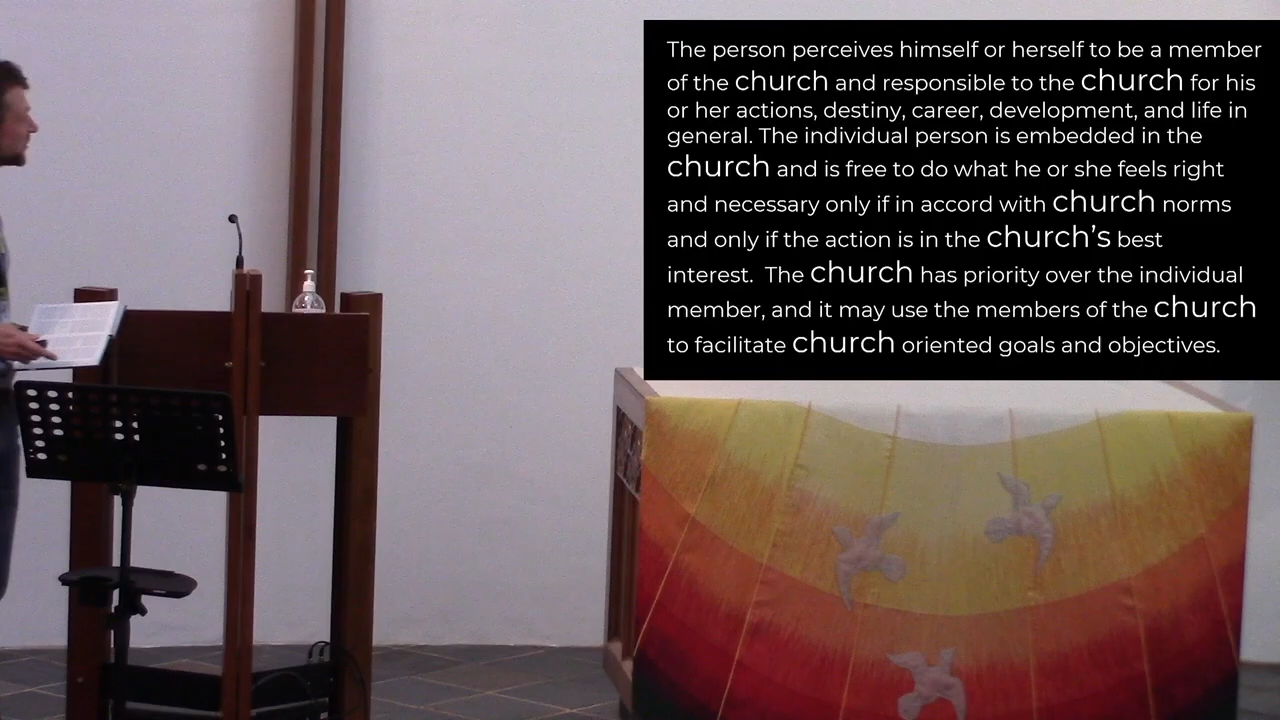 The person perceives himself or herself to be a member
of the church and responsible to the church for his
or her actions, destiny, career, development, and life in
general. The individual person is embedded in the
church and is free to do what he or she feels right
and necessary only if in accord with church norms
and only if the action is in the church's best
interest.  The church has priority over the individual
member, and it may use the members of the church
to facilitate church oriented goals and objectives.